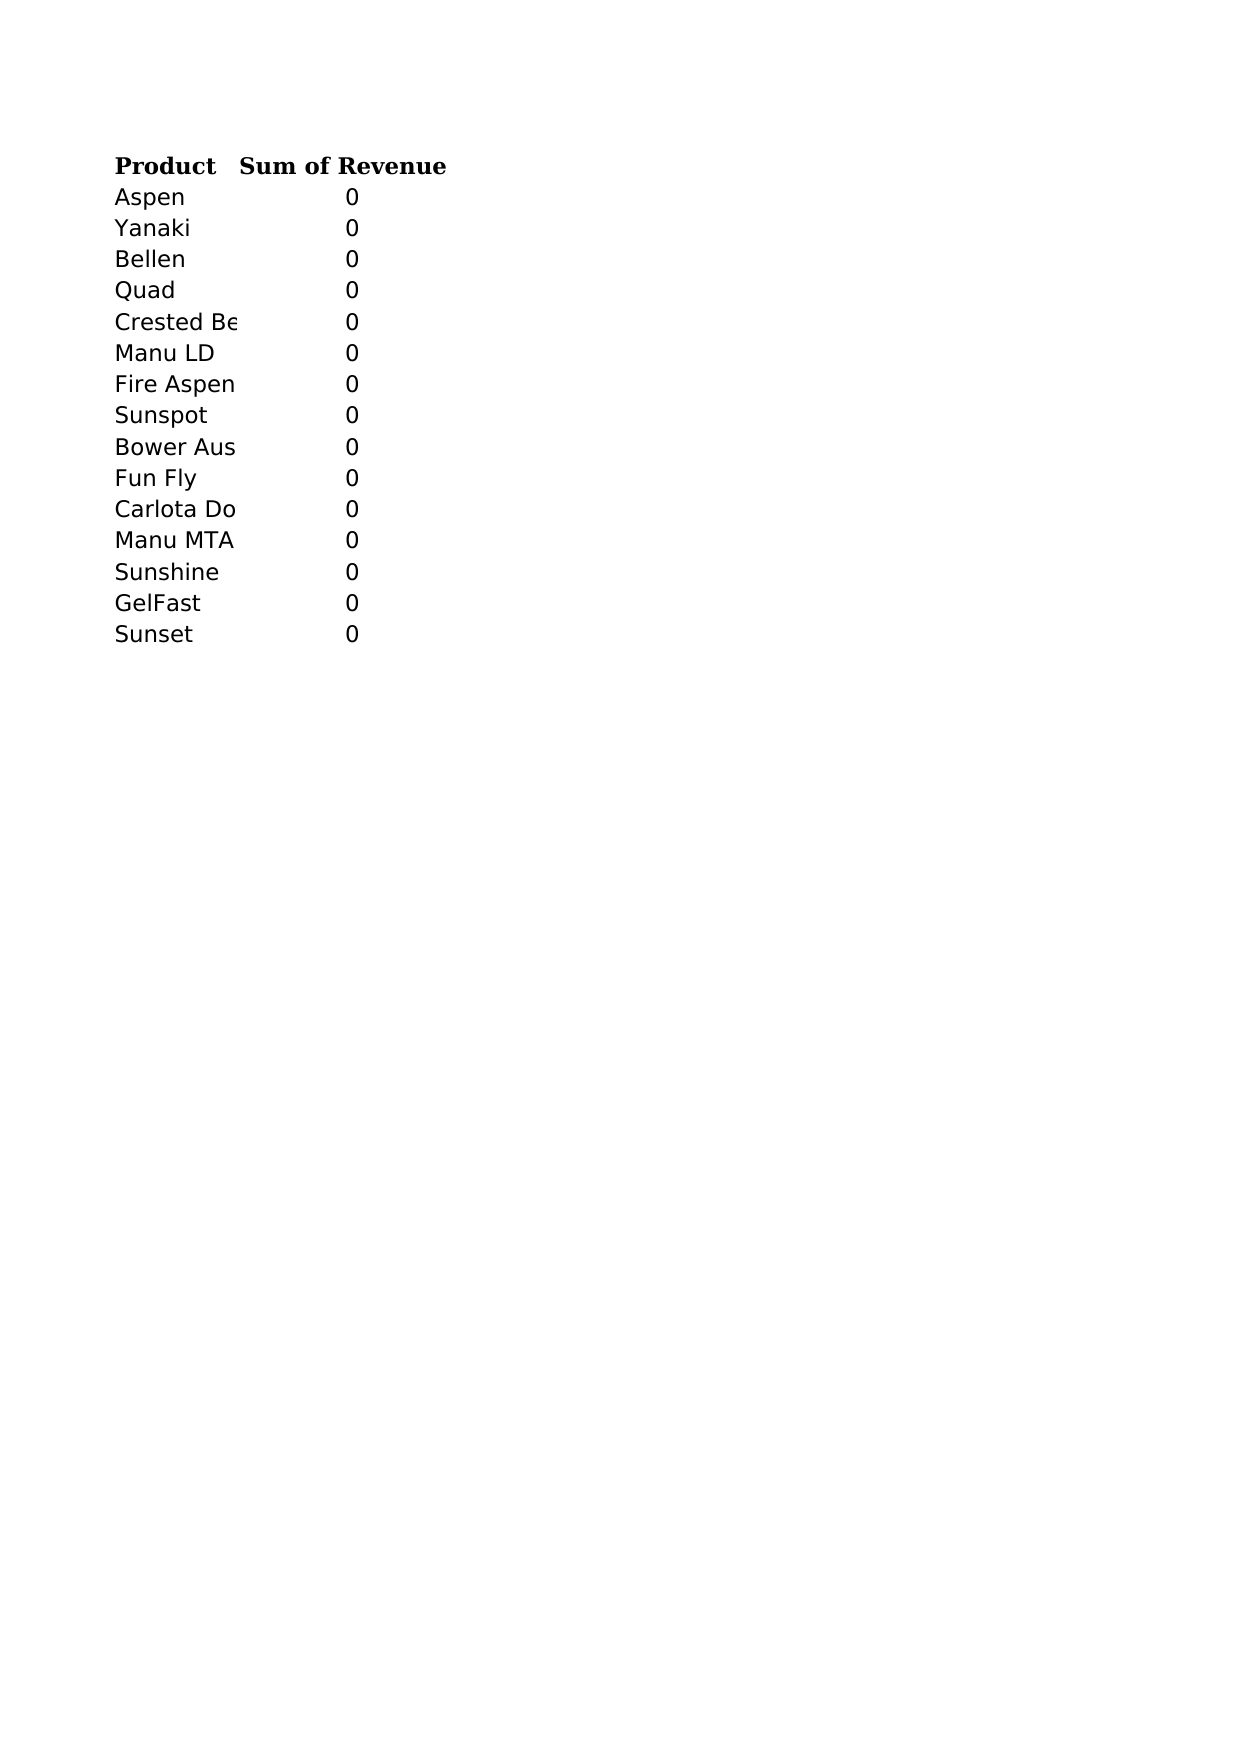 Product Sum of Revenue
Aspen 0
Yanaki 0
Bellen 0
Quad 0
Crested Be 0
Manu LD 0
Fire Aspen 0
Sunspot 0
Bower Aus 0
Fun Fly 0
Carlota Do 0
Manu MTA 0
Sunshine 0
GelFast 0
Sunset 0